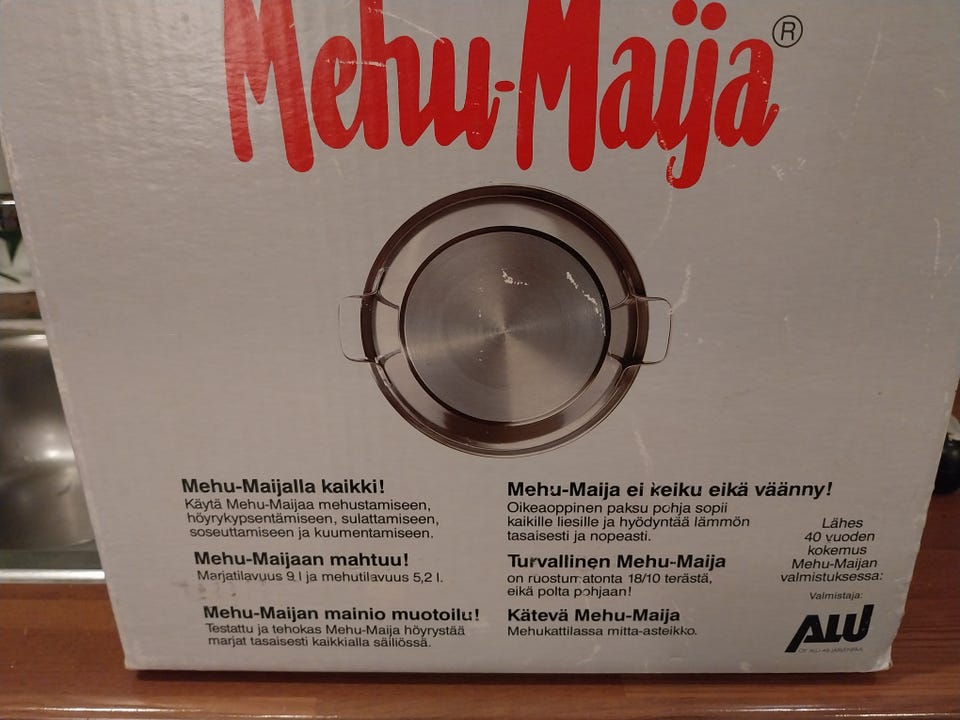 Mehu-Maija®
Mehu-Maijalla kaikki!
Käytä Mehu-Maijaa mehustamiseen,
höyrykypsentämiseen, sulattamiseen,
soseuttamiseen ja kuumentamiseen.
Mehu-Maijaan mahtuu!
Marjatilavuus 9 l ja mehutilavuus 5,2 l.
Mehu-Maijan mainio muotoilu!
Testattu ja tehokas Mehu-Maija höyrystää
marjat tasaisesti kaikkialla säiliössä.
Mehu-Maija ei keiku eikä väänny!
Oikeaoppinen paksu pohja sopii
kaikille liesille ja hyödyntää lämmön
tasaisesti ja nopeasti.
Turvallinen Mehu-Maija
on ruostumatonta 18/10 terästä,
eikä polta pohjaan!
Kätevä Mehu-Maija
Mehukattilassa mitta-asteikko.
Lähes
40 vuoden
kokemus
Mehu-Maijan
valmistuksessa:
Valmistaja:
ALU
OY ALU AB JÄRVENPÄÄ